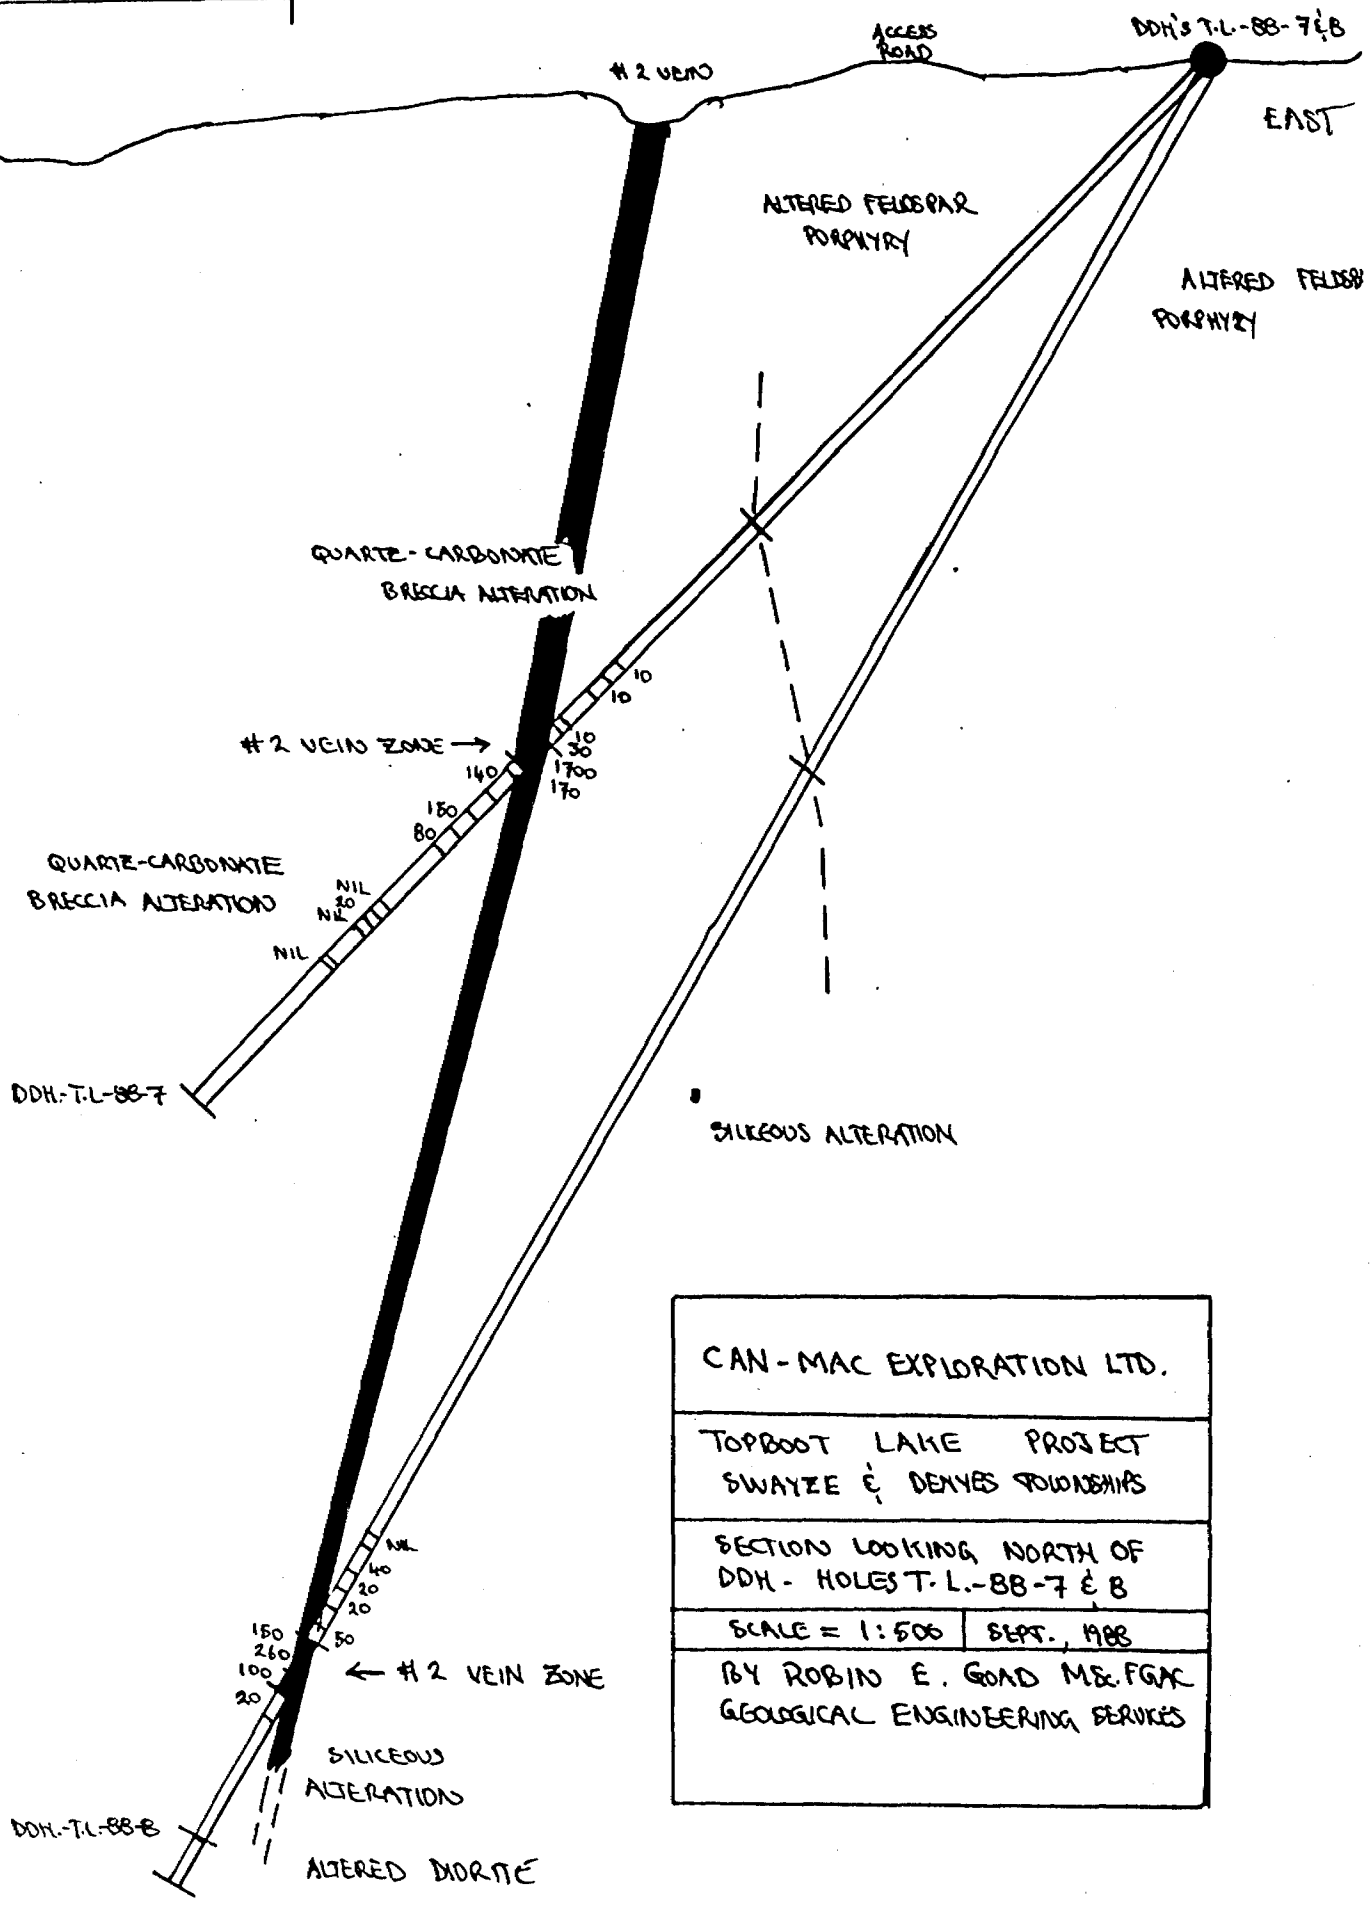 DDH'S T.L.-88-7 & 8
ACCESS
ROAD
# 2 VEIN
EAST
ALTERED FELDSPAR
PORPHYRY
ALTERED FELDSP
PORPHYRY
QUARTZ-CARBONATE
BRECCIA ALTERATION
10
10
10
30
1700
170
# 2 VEIN ZONE →
140
180
80
QUARTZ-CARBONATE
BRECCIA ALTERATION
NIL
20
NIL
NIL
DDH.-T.L-88-7
SILICEOUS ALTERATION
CAN-MAC EXPLORATION LTD.
TOPBOOT LAKE PROJECT
SWAYZE & DENYES TOWNSHIPS
SECTION LOOKING NORTH OF
DDH - HOLES T.L.-88-7 & 8
SCALE = 1:500
SEPT., 1988
BY ROBIN E. GOAD MSc. FGAC
GEOLOGICAL ENGINEERING SERVICES
NIL
40
20
20
50
150
260
100
20
← # 2 VEIN ZONE
SILICEOUS
ALTERATION
DDH.-T.L.-88-8
ALTERED DIORITE